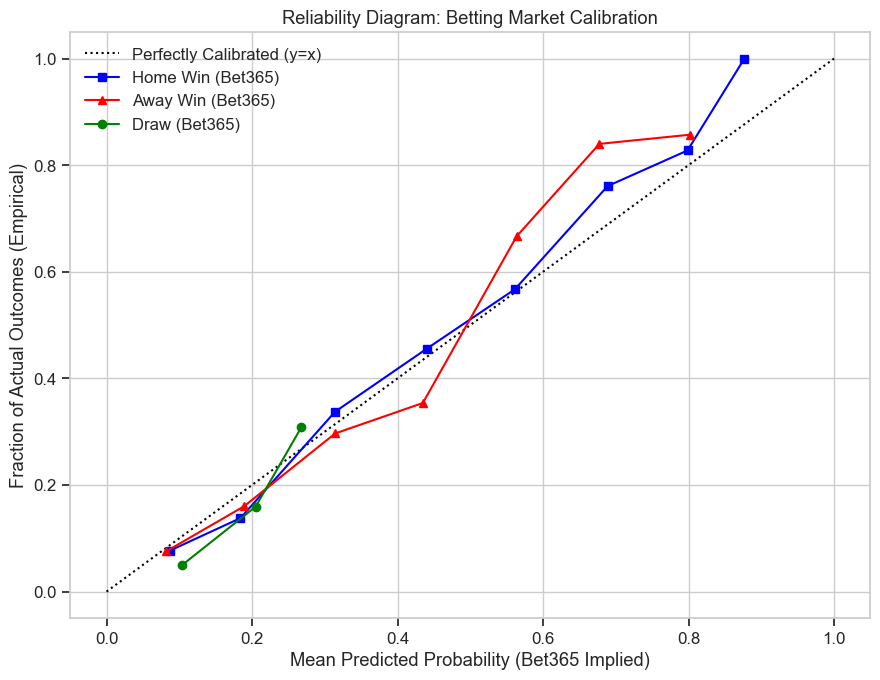 Reliability Diagram: Betting Market Calibration
Perfectly Calibrated (y=x)
Home Win (Bet365)
Away Win (Bet365)
Draw (Bet365)
Fraction of Actual Outcomes (Empirical)
1.0
0.8
0.6
0.4
0.2
0.0
0.0 0.2 0.4 0.6 0.8 1.0
Mean Predicted Probability (Bet365 Implied)